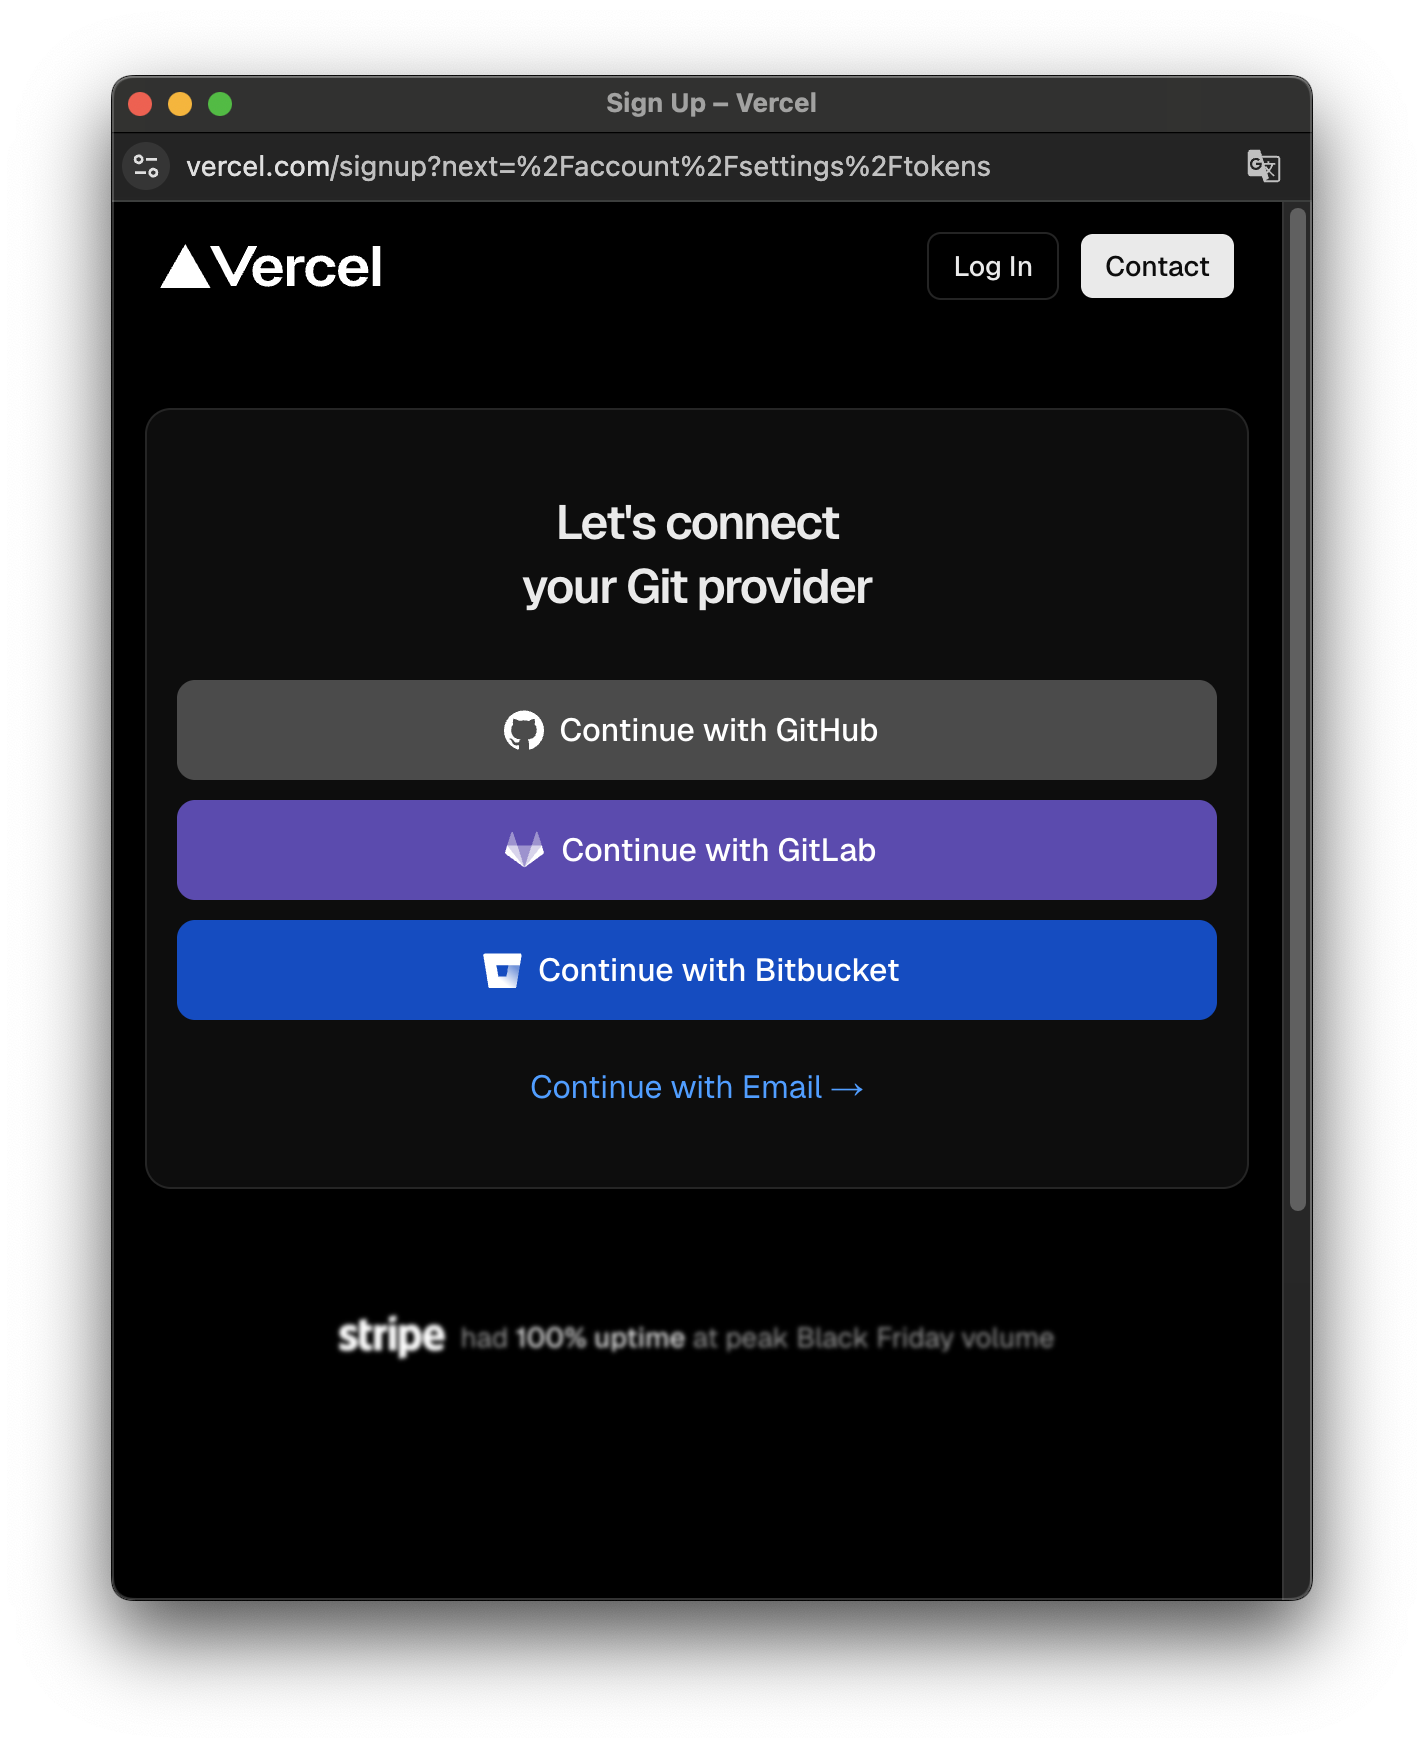 Sign Up – Vercel
vercel.com/signup?next=%2Faccount%2Fsettings%2Ftokens
Vercel
Log In
Contact
Let's connect
your Git provider
Continue with GitHub
Continue with GitLab
Continue with Bitbucket
Continue with Email →
stripe had 100% uptime at peak Black Friday volume